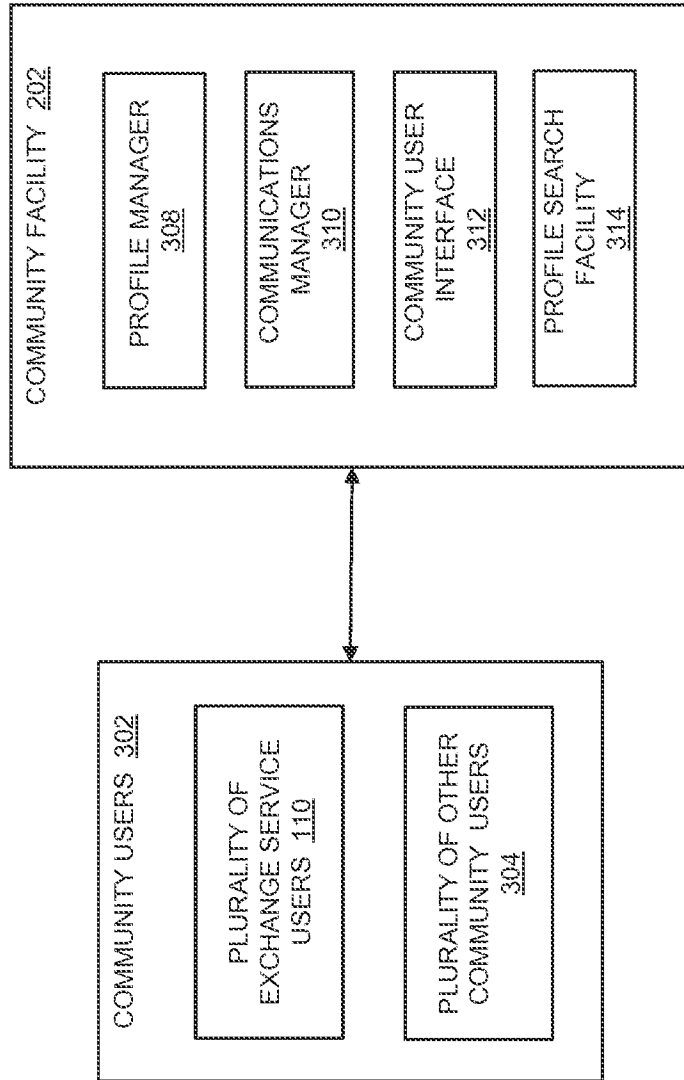 COMMUNITY USERS 302
PLURALITY OF
EXCHANGE SERVICE
USERS 110
PLURALITY OF OTHER
COMMUNITY USERS
304
COMMUNITY FACILITY 202
PROFILE MANAGER
308
COMMUNICATIONS
MANAGER
310
COMMUNITY USER
INTERFACE
312
PROFILE SEARCH
FACILITY
314